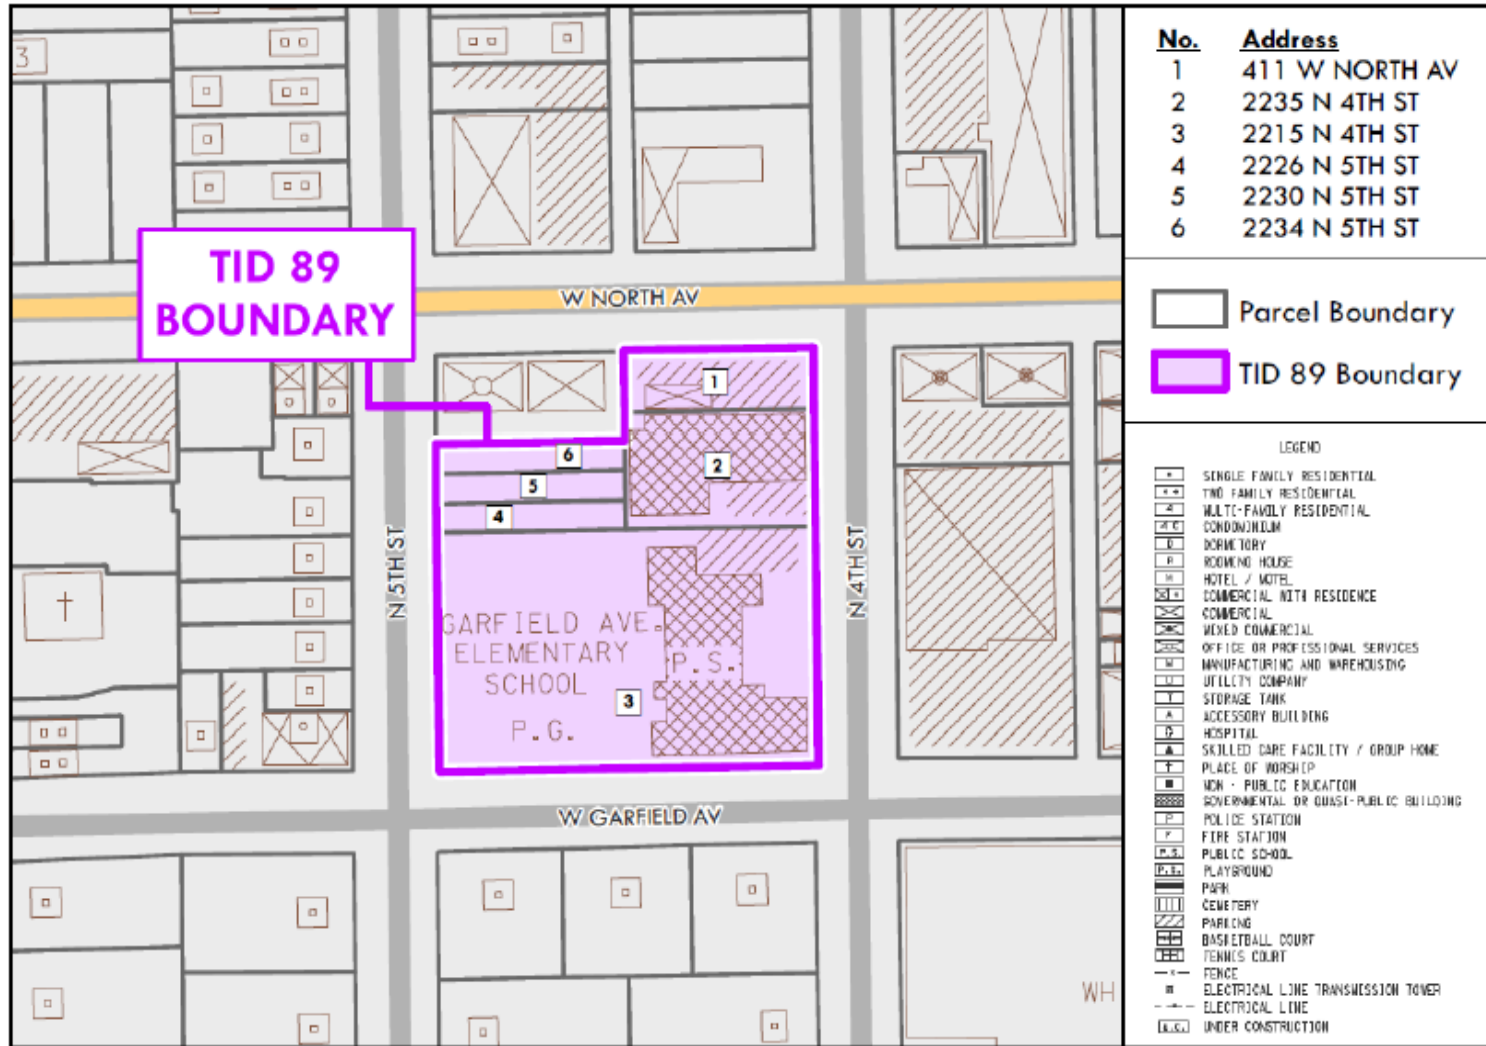 3
TID 89
BOUNDARY
W NORTH AV
1
2
6
5
4
N 5TH ST
N 4TH ST
GARFIELD AVE.
ELEMENTARY
SCHOOL
P.S.
3
P.G.
W GARFIELD AV
WH
No. Address
1 411 W NORTH AV
2 2235 N 4TH ST
3 2215 N 4TH ST
4 2226 N 5TH ST
5 2230 N 5TH ST
6 2234 N 5TH ST
Parcel Boundary
TID 89 Boundary
LEGEND
SINGLE FAMILY RESIDENTIAL
TWO FAMILY RESIDENTIAL
4 MULTI-FAMILY RESIDENTIAL
4 C CONDOMINIUM
D DORMITORY
R ROOMING HOUSE
H HOTEL / MOTEL
COMMERCIAL WITH RESIDENCE
COMMERCIAL
MIXED COMMERCIAL
OFFICE OR PROFESSIONAL SERVICES
M MANUFACTURING AND WAREHOUSING
U UTILITY COMPANY
T STORAGE TANK
A ACCESSORY BUILDING
HOSPITAL
SKILLED CARE FACILITY / GROUP HOME
PLACE OF WORSHIP
NON - PUBLIC EDUCATION
GOVERNMENTAL OR QUASI-PUBLIC BUILDING
P POLICE STATION
F FIRE STATION
P.S. PUBLIC SCHOOL
P.G. PLAYGROUND
PARK
CEMETERY
PARKING
BASKETBALL COURT
TENNIS COURT
FENCE
ELECTRICAL LINE TRANSMISSION TOWER
ELECTRICAL LINE
U.C. UNDER CONSTRUCTION